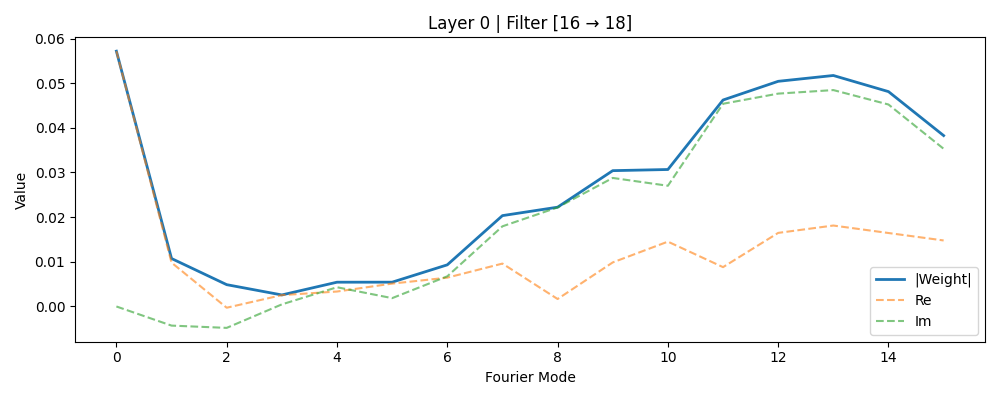 Layer 0 | Filter [16 → 18]
Value
0.06
0.05
0.04
0.03
0.02
0.01
0.00
0 2 4 6 8 10 12 14
Fourier Mode
|Weight|
Re
Im